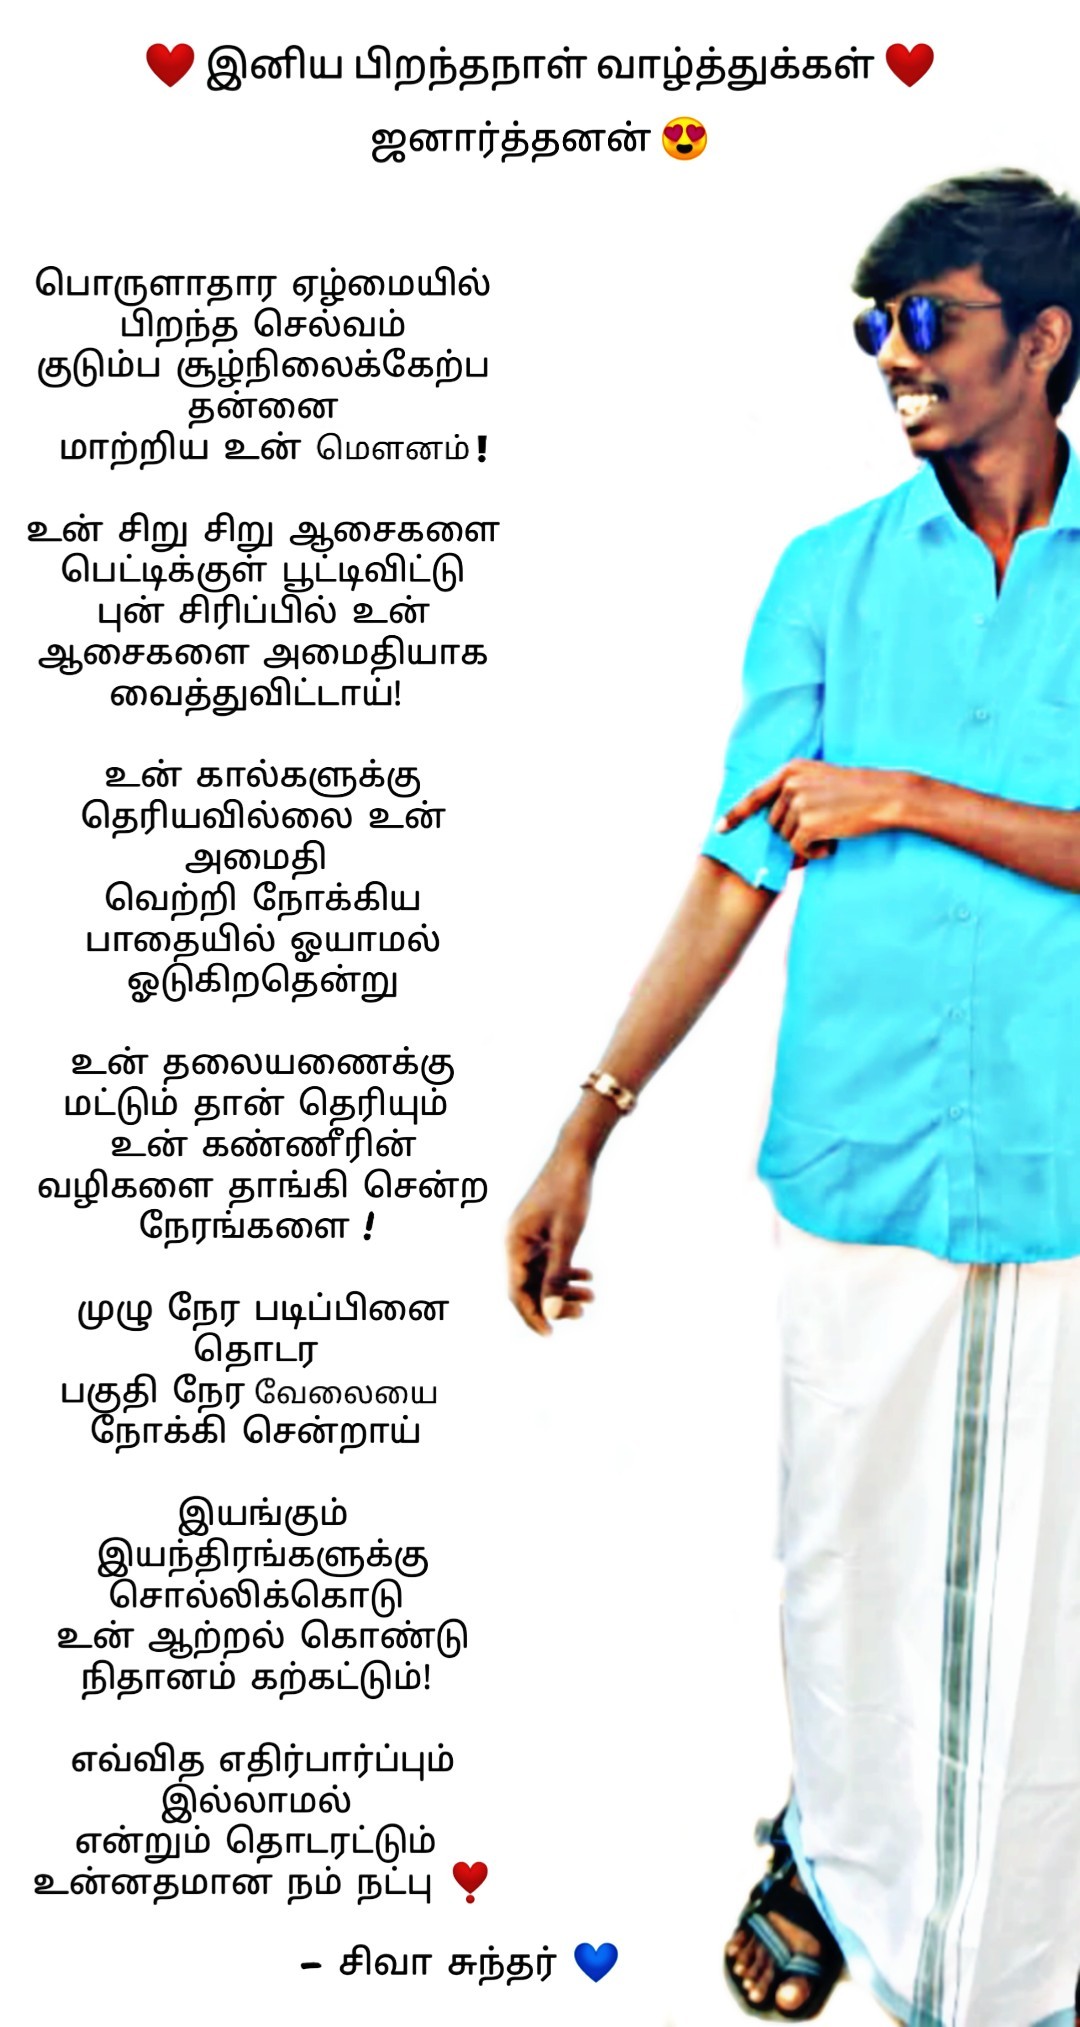 ❤️ இனிய பிறந்தநாள் வாழ்த்துக்கள் ❤️
ஜனார்த்தனன் 😍
பொருளாதார ஏழ்மையில்
பிறந்த செல்வம்
குடும்ப சூழ்நிலைக்கேற்ப
தன்னை
மாற்றிய உன் மௌனம் !
உன் சிறு சிறு ஆசைகளை
பெட்டிக்குள் பூட்டிவிட்டு
புன் சிரிப்பில் உன்
ஆசைகளை அமைதியாக
வைத்துவிட்டாய்!
உன் கால்களுக்கு
தெரியவில்லை உன்
அமைதி
வெற்றி நோக்கிய
பாதையில் ஓயாமல்
ஓடுகிறதென்று
உன் தலையணைக்கு
மட்டும் தான் தெரியும்
உன் கண்ணீரின்
வழிகளை தாங்கி சென்ற
நேரங்களை !
முழு நேர படிப்பினை
தொடர
பகுதி நேர வேலையை
நோக்கி சென்றாய்
இயங்கும்
இயந்திரங்களுக்கு
சொல்லிக்கொடு
உன் ஆற்றல் கொண்டு
நிதானம் கற்கட்டும்!
எவ்வித எதிர்பார்ப்பும்
இல்லாமல்
என்றும் தொடரட்டும்
உன்னதமான நம் நட்பு ❣️
– சிவா சுந்தர் 💙